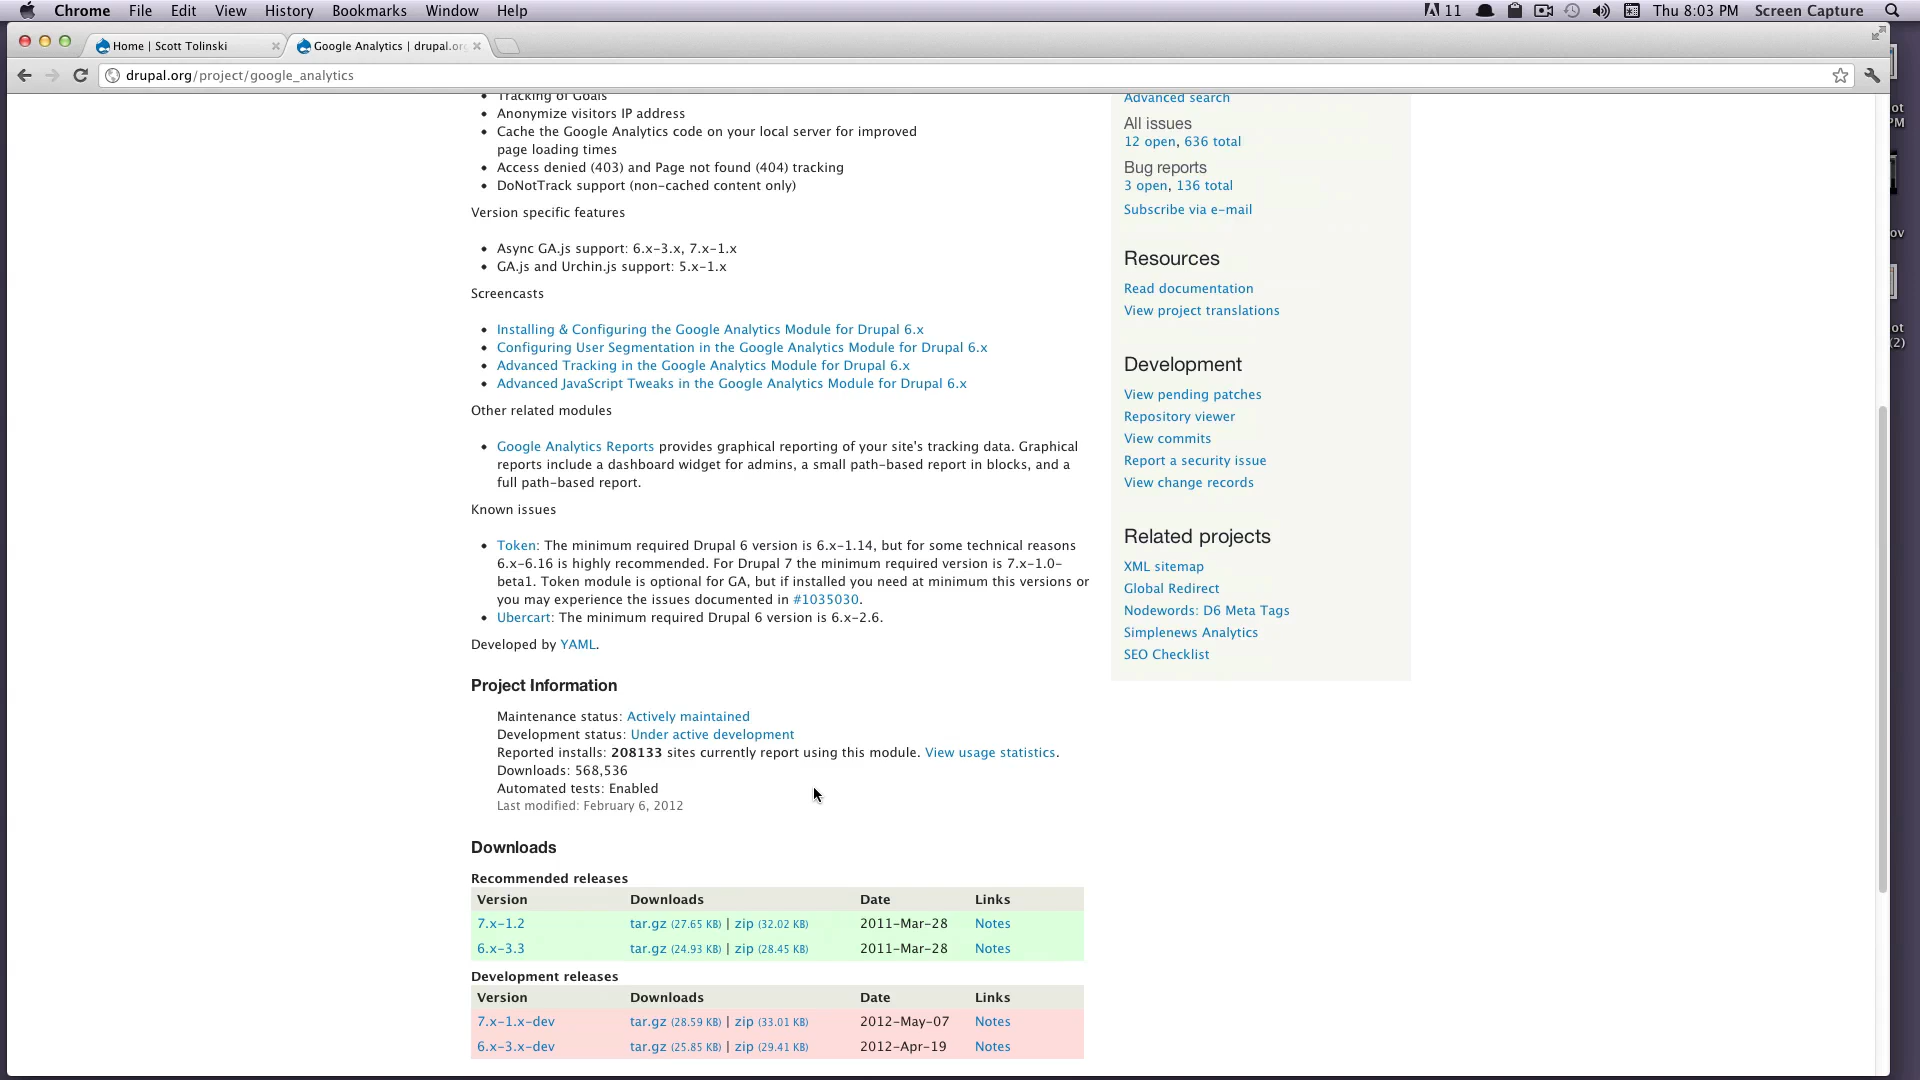 Chrome File Edit View History Bookmarks Window Help 11 Thu 8:03 PM Screen Capture
Home | Scott Tolinski
Google Analytics | drupal.or
drupal.org/project/google_analytics
Tracking of Goals
Anonymize visitors IP address
Cache the Google Analytics code on your local server for improved
page loading times
Access denied (403) and Page not found (404) tracking
DoNotTrack support (non-cached content only)
Version specific features
Async GA.js support: 6.x-3.x, 7.x-1.x
GA.js and Urchin.js support: 5.x-1.x
Screencasts
Installing & Configuring the Google Analytics Module for Drupal 6.x
Configuring User Segmentation in the Google Analytics Module for Drupal 6.x
Advanced Tracking in the Google Analytics Module for Drupal 6.x
Advanced JavaScript Tweaks in the Google Analytics Module for Drupal 6.x
Other related modules
Google Analytics Reports provides graphical reporting of your site's tracking data. Graphical
reports include a dashboard widget for admins, a small path-based report in blocks, and a
full path-based report.
Known issues
Token: The minimum required Drupal 6 version is 6.x-1.14, but for some technical reasons
6.x-6.16 is highly recommended. For Drupal 7 the minimum required version is 7.x-1.0-
beta1. Token module is optional for GA, but if installed you need at minimum this versions or
you may experience the issues documented in #1035030.
Ubercart: The minimum required Drupal 6 version is 6.x-2.6.
Developed by YAML.
Project Information
Maintenance status: Actively maintained
Development status: Under active development
Reported installs: 208133 sites currently report using this module. View usage statistics.
Downloads: 568,536
Automated tests: Enabled
Last modified: February 6, 2012
Downloads
Recommended releases
Version Downloads Date Links
7.x-1.2 tar.gz (27.65 KB) | zip (32.02 KB) 2011-Mar-28 Notes
6.x-3.3 tar.gz (24.93 KB) | zip (28.45 KB) 2011-Mar-28 Notes
Development releases
Version Downloads Date Links
7.x-1.x-dev tar.gz (28.59 KB) | zip (33.01 KB) 2012-May-07 Notes
6.x-3.x-dev tar.gz (25.85 KB) | zip (29.41 KB) 2012-Apr-19 Notes
Advanced search
All issues
12 open, 636 total
Bug reports
3 open, 136 total
Subscribe via e-mail
Resources
Read documentation
View project translations
Development
View pending patches
Repository viewer
View commits
Report a security issue
View change records
Related projects
XML sitemap
Global Redirect
Nodewords: D6 Meta Tags
Simplenews Analytics
SEO Checklist
ot
PM
ov
ot
(2)